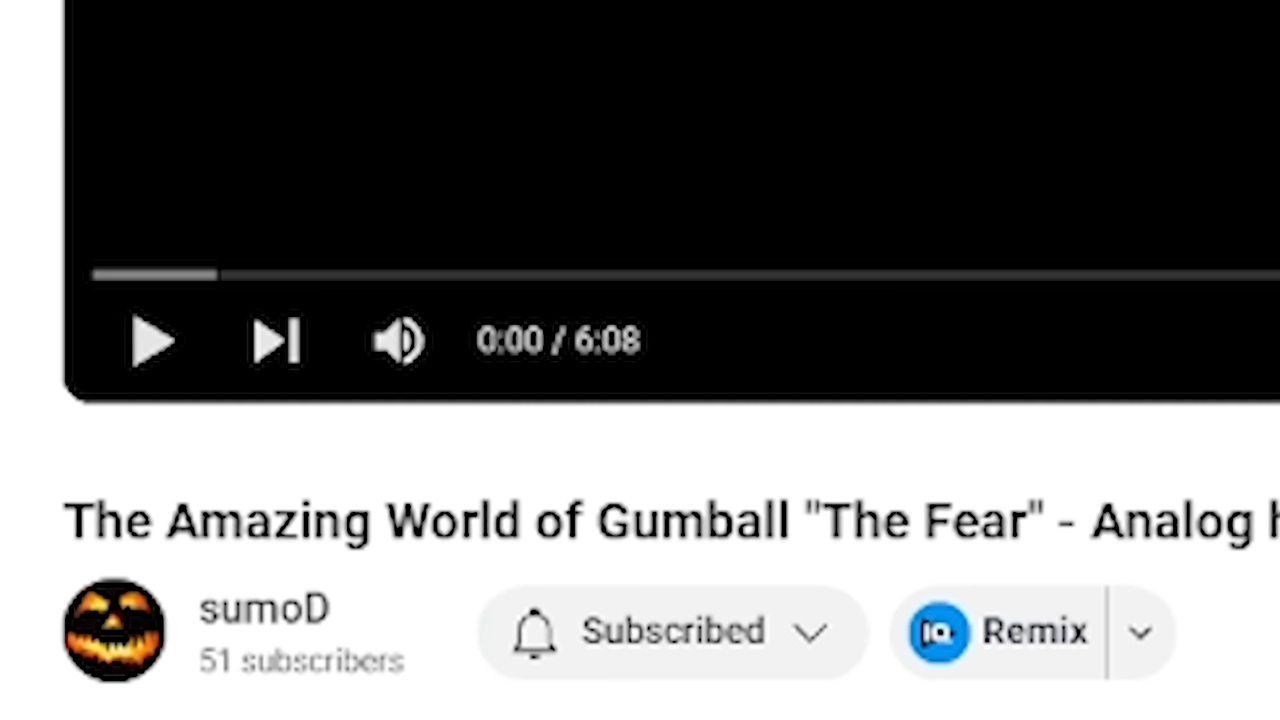 0:00 / 6:08
The Amazing World of Gumball "The Fear" - Analog
sumoD
51 subscribers
Subscribed
Remix